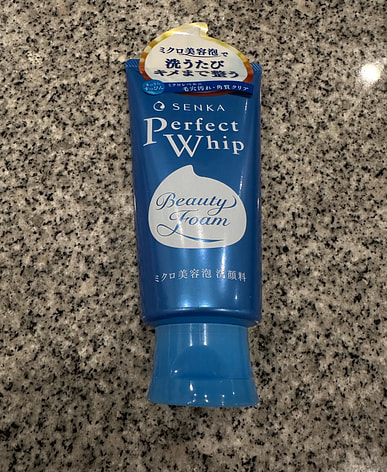 ミクロ美容泡で
洗うたび
キメまで整う
毛穴汚れ・角質クリア
SENKA
Perfect
Whip
Beauty
Foam
ミクロ美容泡 洗顔料